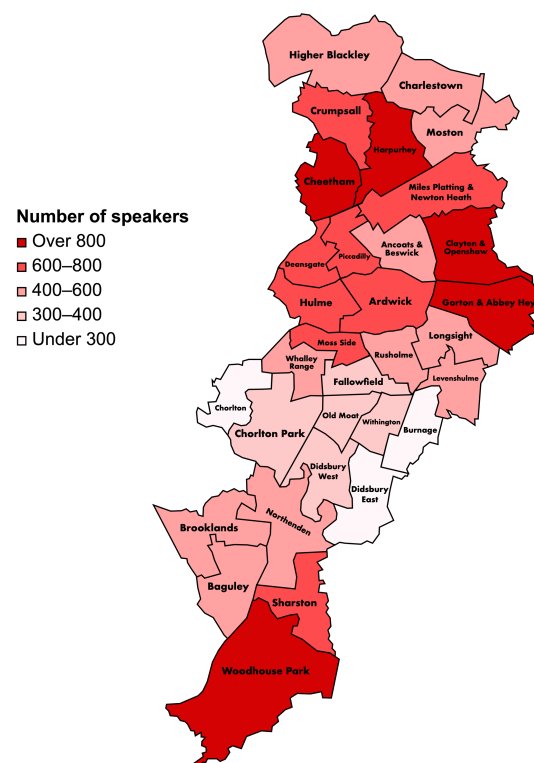 Higher Blackley
Charlestown
Crumpsall
Moston
Harpurhey
Cheetham
Miles Platting &
Newton Heath
Number of speakers
Over 800
600–800
400–600
300–400
Under 300
Ancoats &
Beswick
Clayton &
Openshaw
Piccadilly
Deansgate
Hulme
Ardwick
Gorton & Abbey Hey
Longsight
Moss Side
Rusholme
Whalley
Range
Levenshulme
Fallowfield
Chorlton
Old Moat
Withington
Burnage
Chorlton Park
Didsbury
West
Didsbury
East
Northenden
Brooklands
Baguley
Sharston
Woodhouse Park